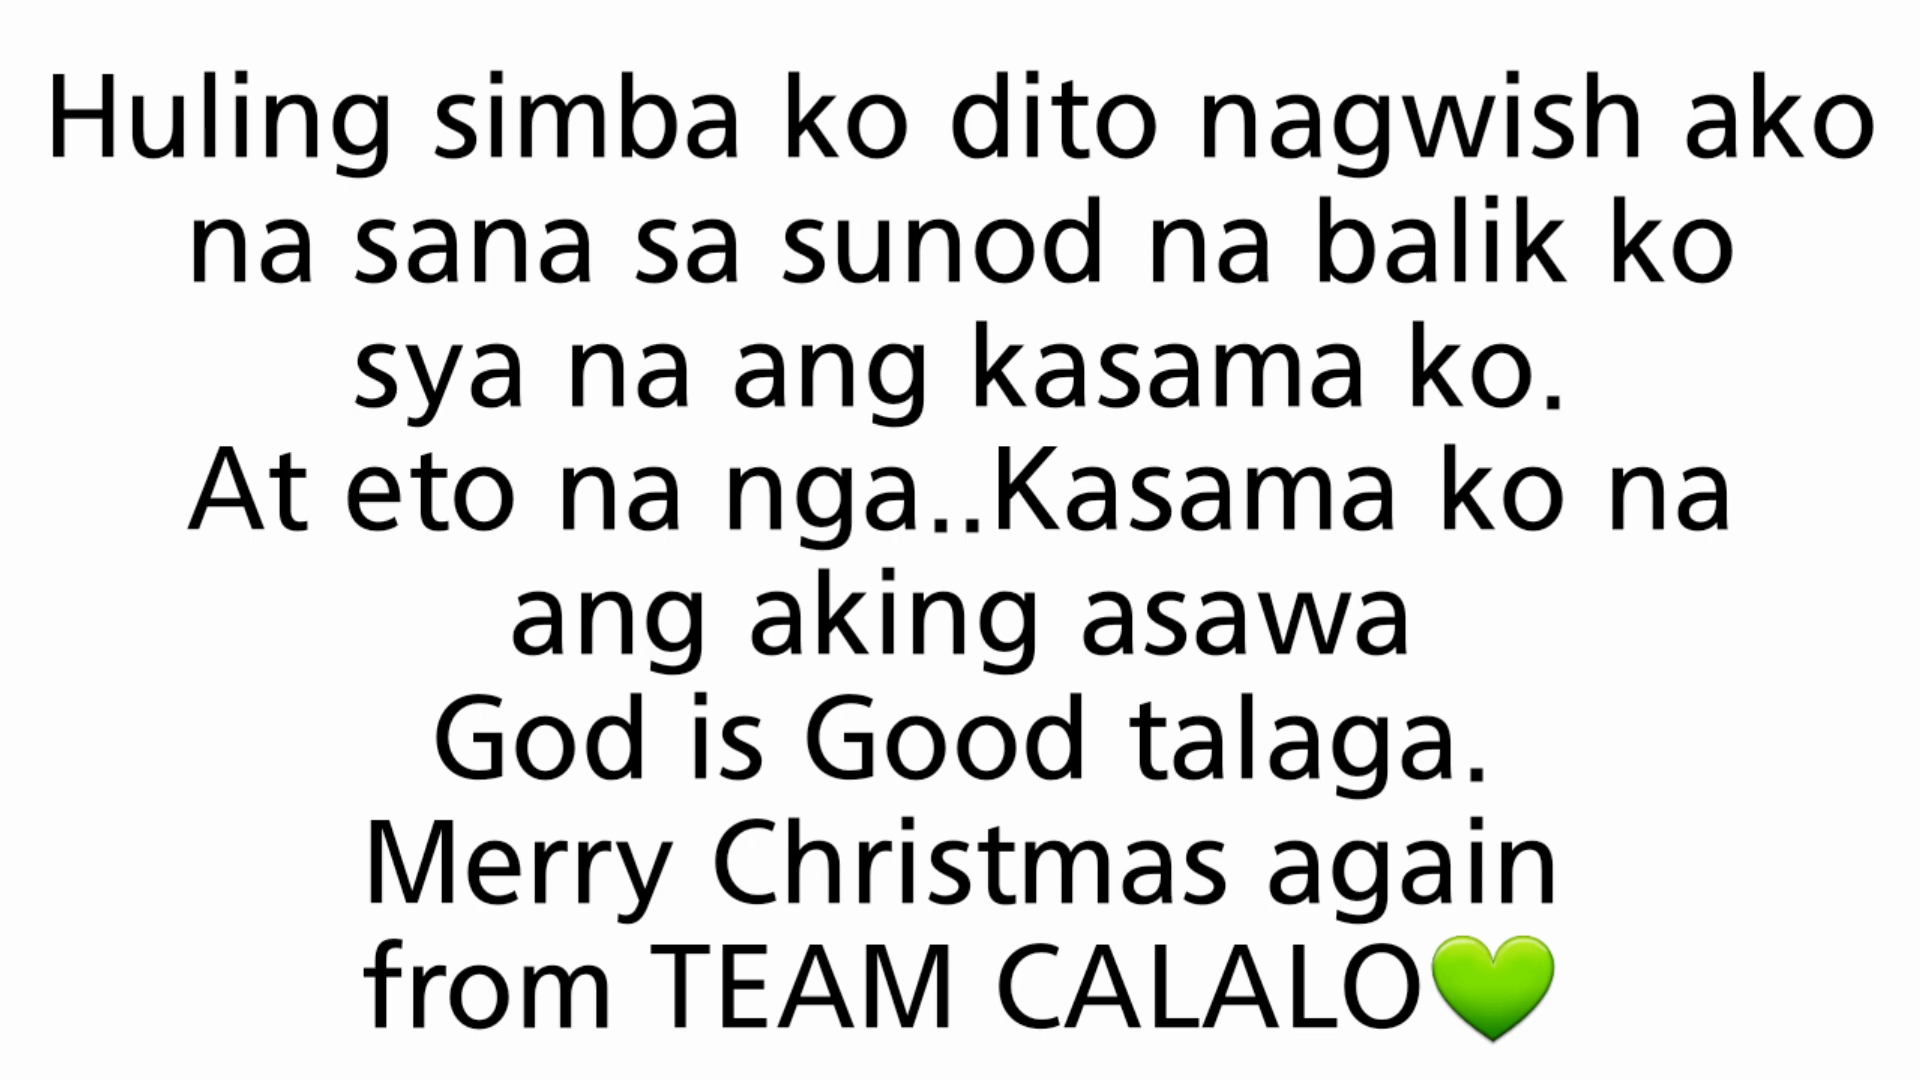 Huling simba ko dito nagwish ako
na sana sa sunod na balik ko
sya na ang kasama ko.
At eto na nga..Kasama ko na
ang aking asawa
God is Good talaga.
Merry Christmas again
from TEAM CALALO💚